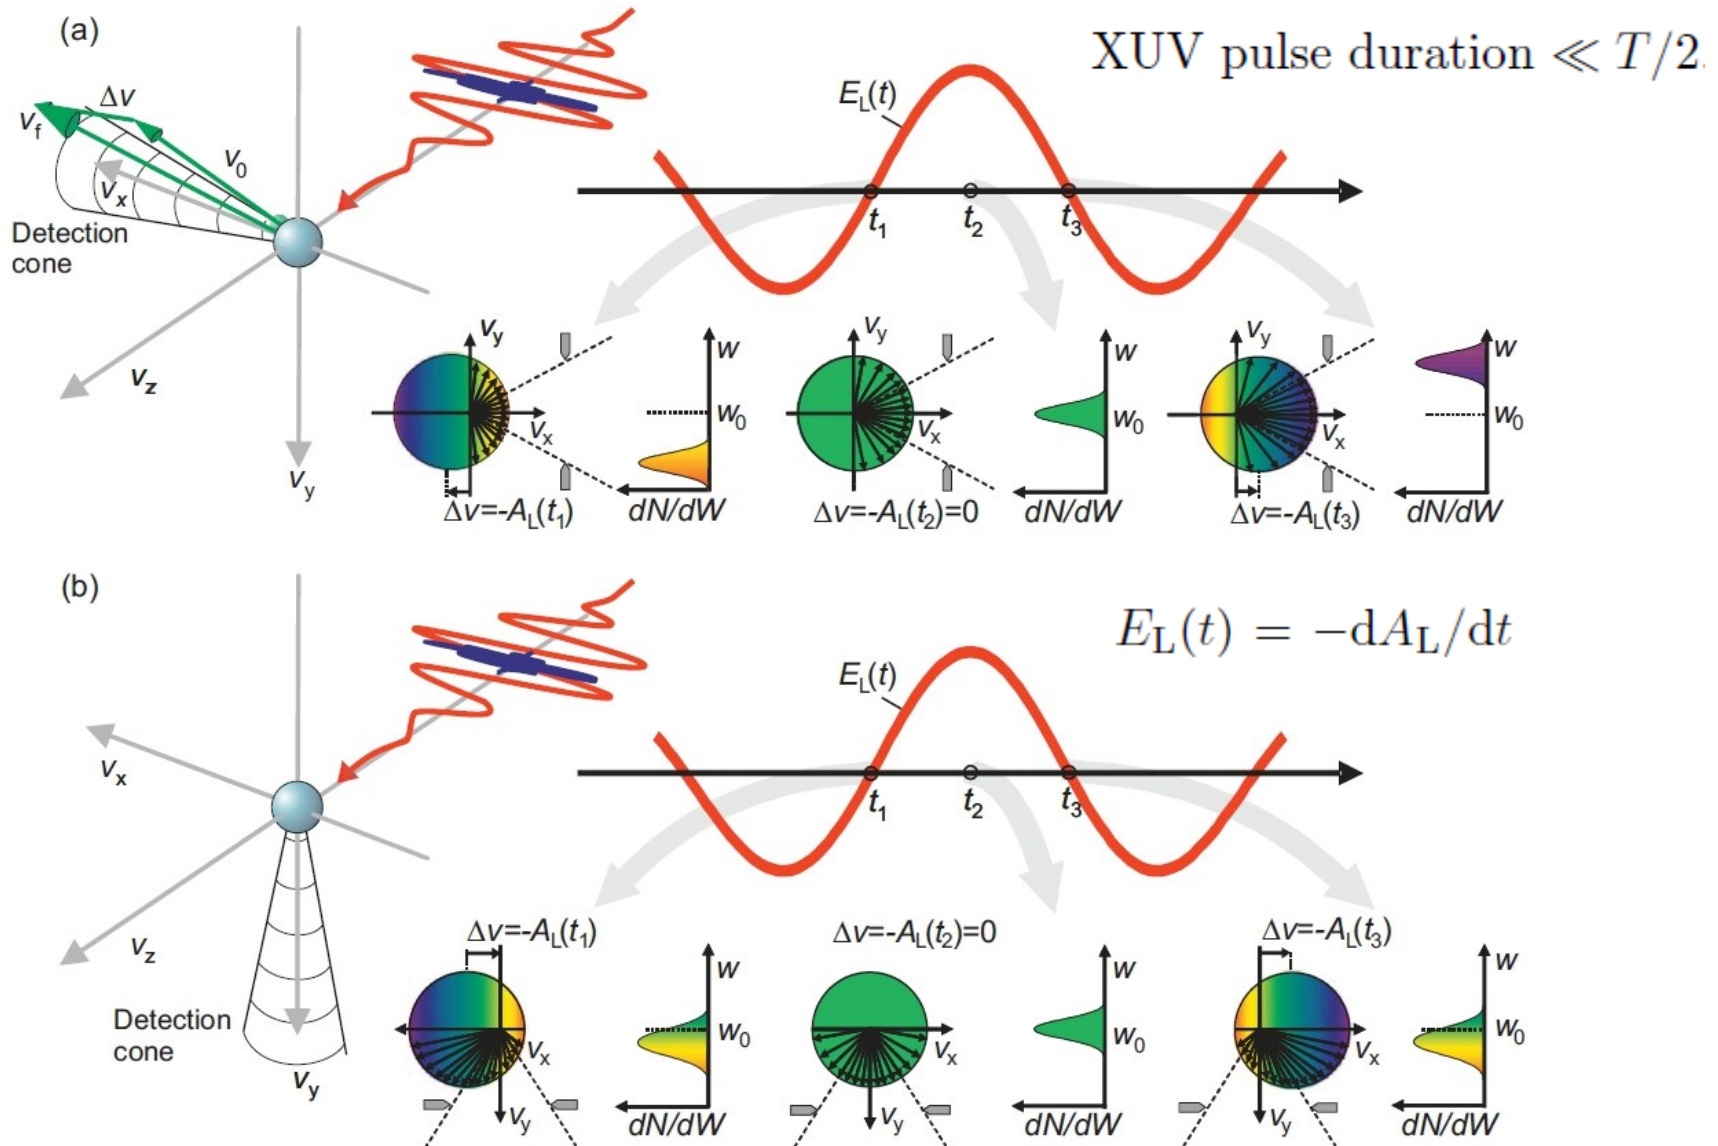 (a)
XUV pulse duration ≪ T/2.
E_L(t)
Δv
v_f
v_0
v_x
Detection
cone
t_1 t_2 t_3
v_z
v_y
v_y w v_y w v_y w
w_0 w_0 w_0
v_x v_x v_x
Δv=-A_L(t_1) dN/dW Δv=-A_L(t_2)=0 dN/dW Δv=-A_L(t_3) dN/dW
(b)
E_L(t) = −dA_L/dt
E_L(t)
v_x
t_1 t_2 t_3
v_z
Δv=-A_L(t_1) Δv=-A_L(t_2)=0 Δv=-A_L(t_3)
w w w
Detection
cone
w_0 w_0 w_0
v_x v_x v_x
v_y
v_y dN/dW v_y dN/dW v_y dN/dW